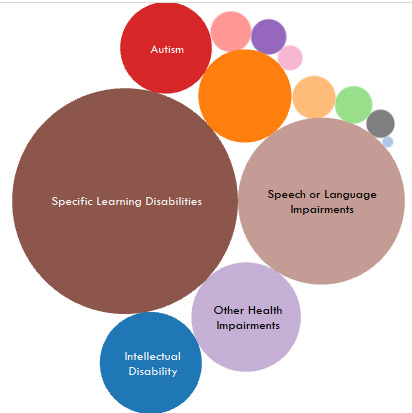 Autism
Specific Learning Disabilities
Speech or Language
Impairments
Other Health
Impairments
Intellectual
Disability